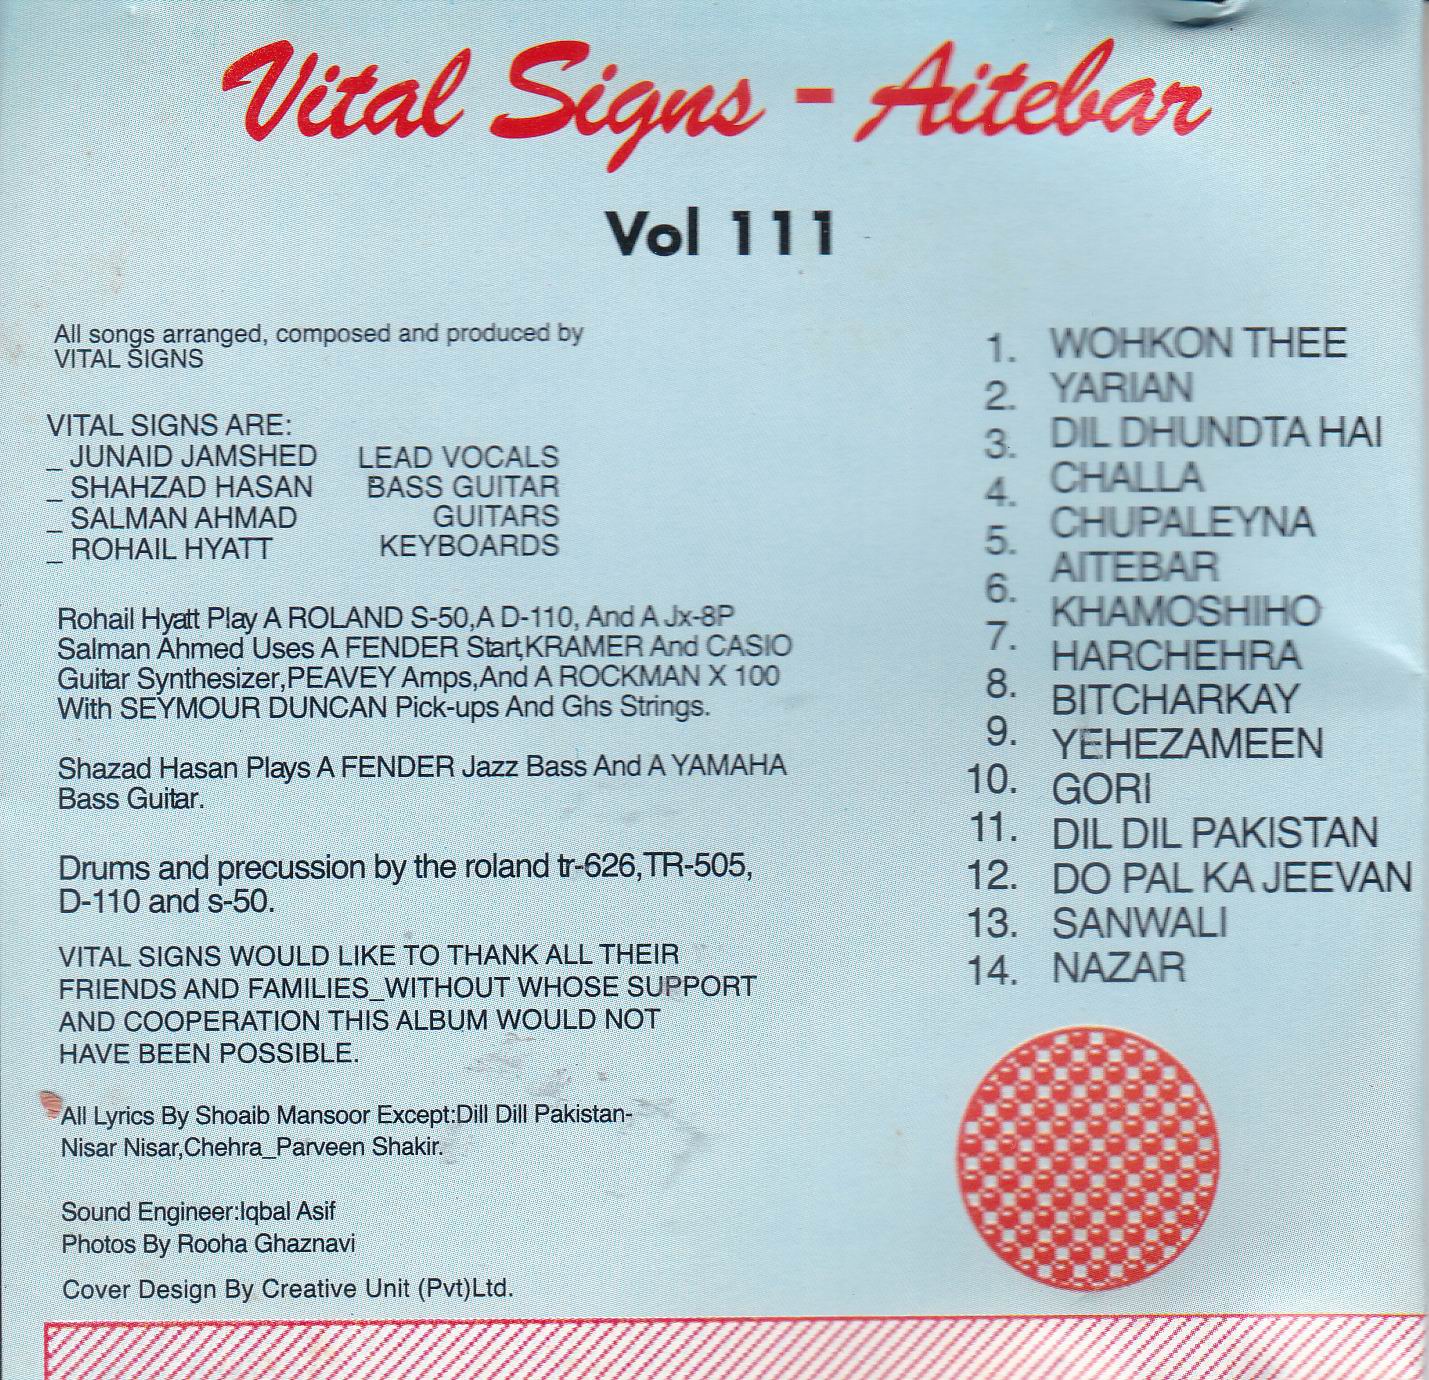 Vital Signs - Aitebar
Vol 111
All songs arranged, composed and produced by
VITAL SIGNS
VITAL SIGNS ARE:
_ JUNAID JAMSHED LEAD VOCALS
_ SHAHZAD HASAN BASS GUITAR
_ SALMAN AHMAD GUITARS
_ ROHAIL HYATT KEYBOARDS
Rohail Hyatt Play A ROLAND S-50,A D-110, And A Jx-8P
Salman Ahmed Uses A FENDER Start,KRAMER And CASIO
Guitar Synthesizer,PEAVEY Amps,And A ROCKMAN X 100
With SEYMOUR DUNCAN Pick-ups And Ghs Strings.
Shazad Hasan Plays A FENDER Jazz Bass And A YAMAHA
Bass Guitar.
Drums and precussion by the roland tr-626,TR-505,
D-110 and s-50.
VITAL SIGNS WOULD LIKE TO THANK ALL THEIR
FRIENDS AND FAMILIES_WITHOUT WHOSE SUPPORT
AND COOPERATION THIS ALBUM WOULD NOT
HAVE BEEN POSSIBLE.
All Lyrics By Shoaib Mansoor Except:Dill Dill Pakistan-
Nisar Nisar,Chehra_Parveen Shakir.
Sound Engineer:Iqbal Asif
Photos By Rooha Ghaznavi
Cover Design By Creative Unit (Pvt)Ltd.
1. WOHKON THEE
2. YARIAN
3. DIL DHUNDTA HAI
4. CHALLA
5. CHUPALEYNA
6. AITEBAR
7. KHAMOSHIHO
8. HARCHEHRA
9. BITCHARKAY
10. YEHEZAMEEN
11. GORI
12. DIL DIL PAKISTAN
13. DO PAL KA JEEVAN
14. SANWALI
NAZAR